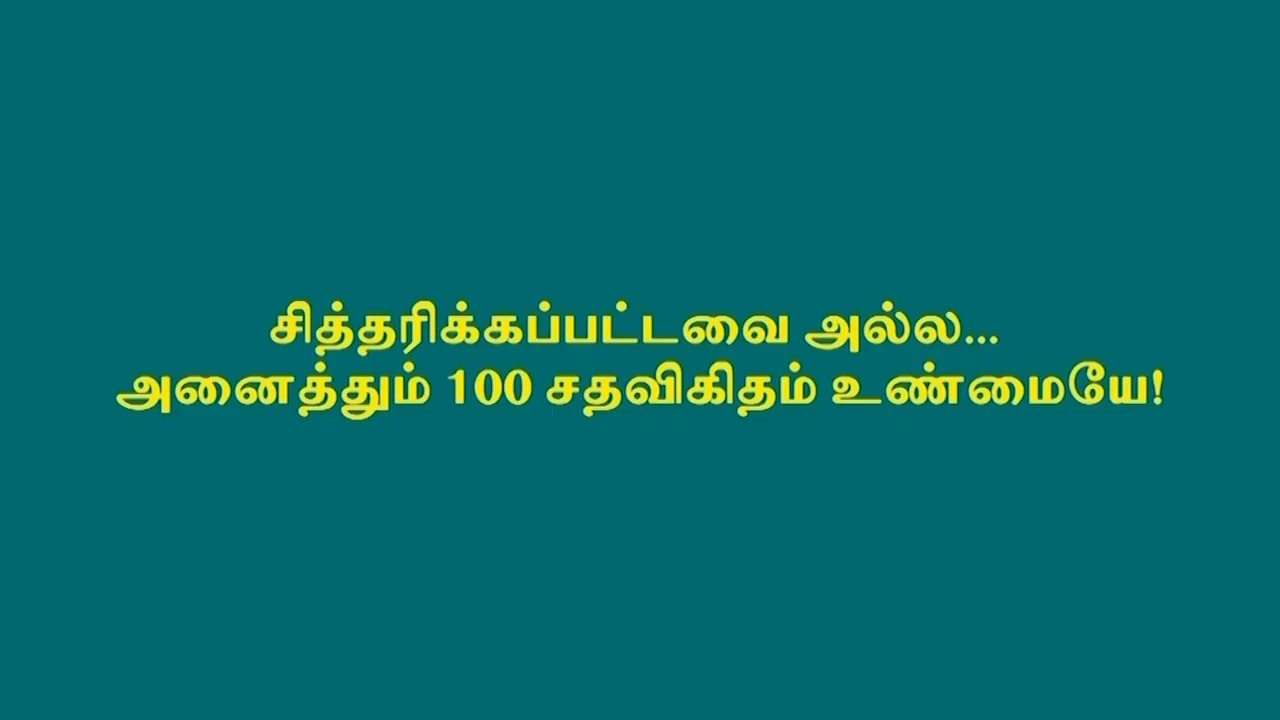 சித்தரிக்கப்பட்டவை அல்ல...
அனைத்தும் 100 சதவிகிதம் உண்மையே!